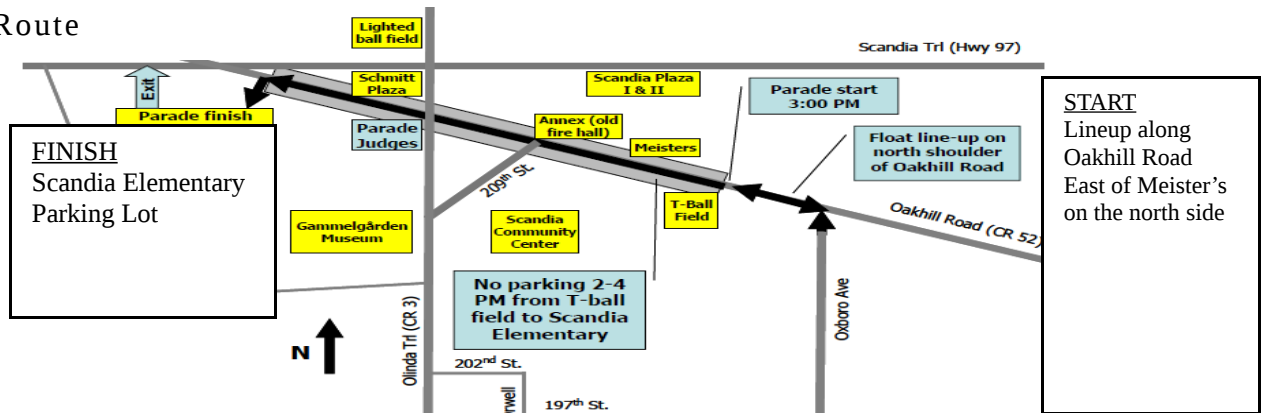 Route
Lighted
ball field
Scandia Trl (Hwy 97)
Exit
Schmitt
Plaza
Scandia Plaza
I & II
Parade start
3:00 PM
Parade finish
Parade
Judges
Annex (old
fire hall)
Meisters
Float line-up on
north shoulder
of Oakhill Road
FINISH
Scandia Elementary
Parking Lot
START
Lineup along
Oakhill Road
East of Meister’s
on the north side
209th St.
T-Ball
Field
Oakhill Road (CR 52)
Gammelgården
Museum
Scandia
Community
Center
No parking 2-4
PM from T-ball
field to Scandia
Elementary
Olinda Trl (CR 3)
Oxboro Ave
N
202nd St.
197th St.